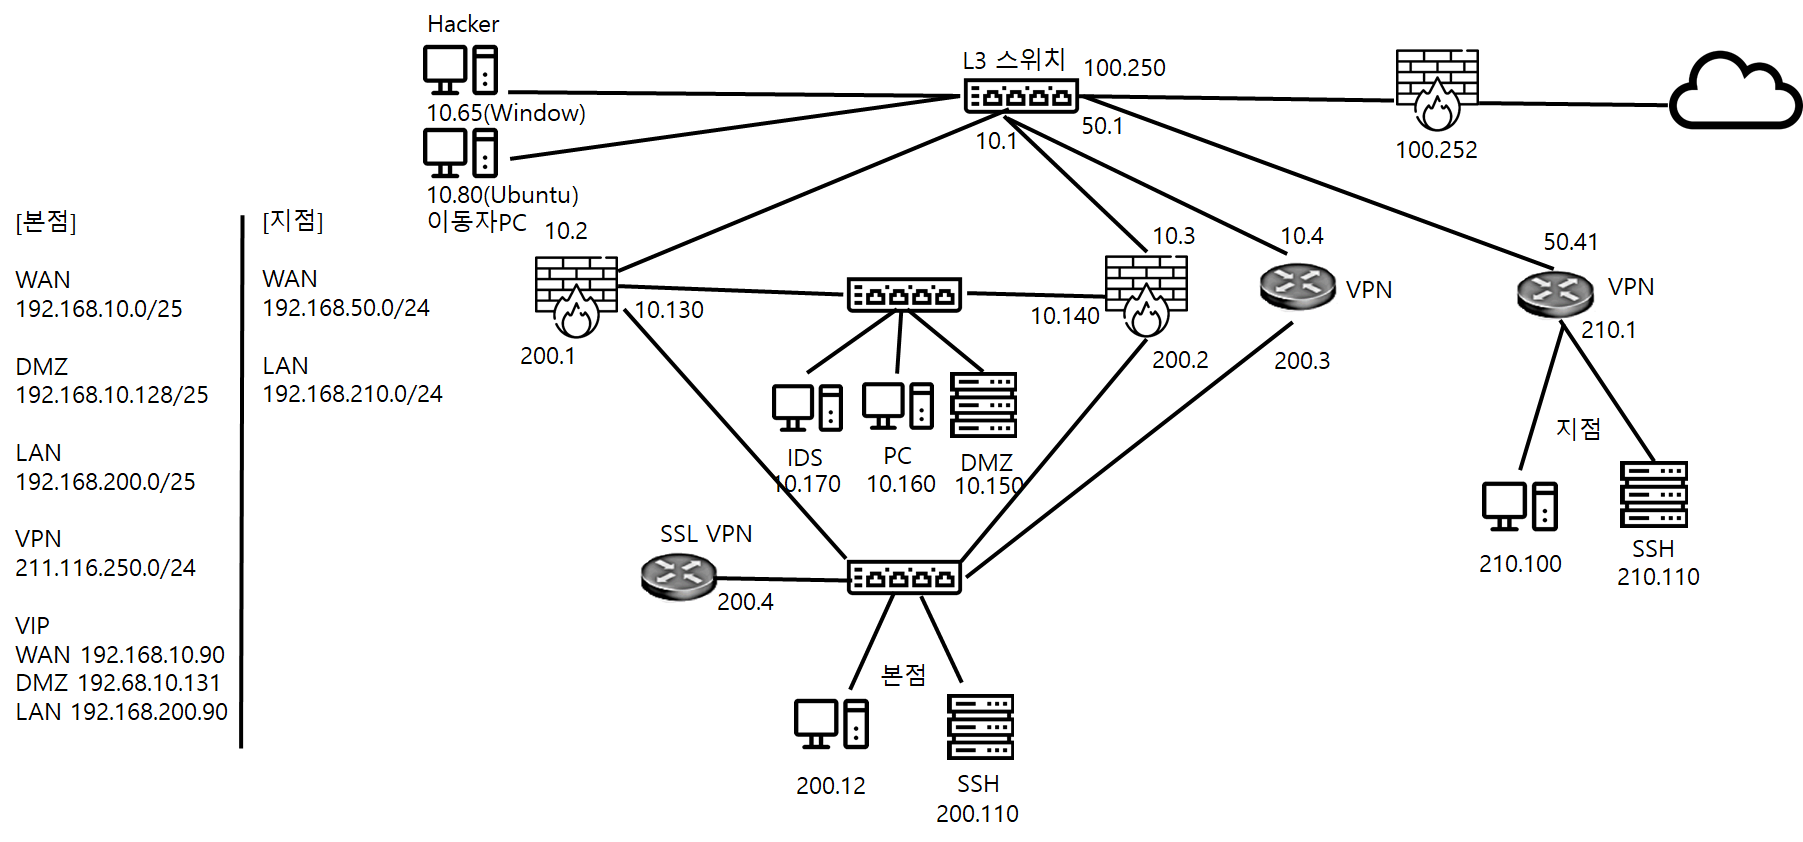 Hacker
10.65(Window)
10.80(Ubuntu)
이동자PC
L3 스위치
100.250
10.1
50.1
100.252
[본점]
WAN
192.168.10.0/25
DMZ
192.168.10.128/25
LAN
192.168.200.0/25
VPN
211.116.250.0/24
VIP
WAN 192.168.10.90
DMZ 192.68.10.131
LAN 192.168.200.90
[지점]
WAN
192.168.50.0/24
LAN
192.168.210.0/24
10.2
10.130
200.1
10.3
10.140
200.2
10.4
VPN
200.3
50.41
VPN
210.1
IDS
10.170
PC
10.160
DMZ
10.150
지점
210.100
SSH
210.110
SSL VPN
200.4
본점
200.12
SSH
200.110